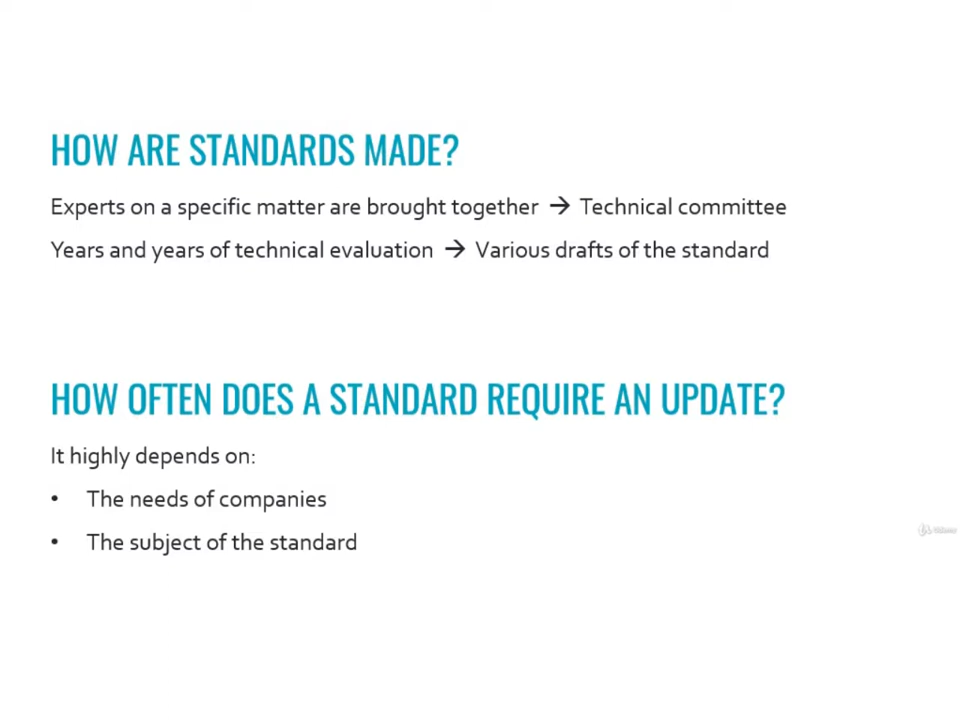 HOW ARE STANDARDS MADE?
Experts on a specific matter are brought together → Technical committee
Years and years of technical evaluation → Various drafts of the standard
HOW OFTEN DOES A STANDARD REQUIRE AN UPDATE?
It highly depends on:
• The needs of companies
• The subject of the standard